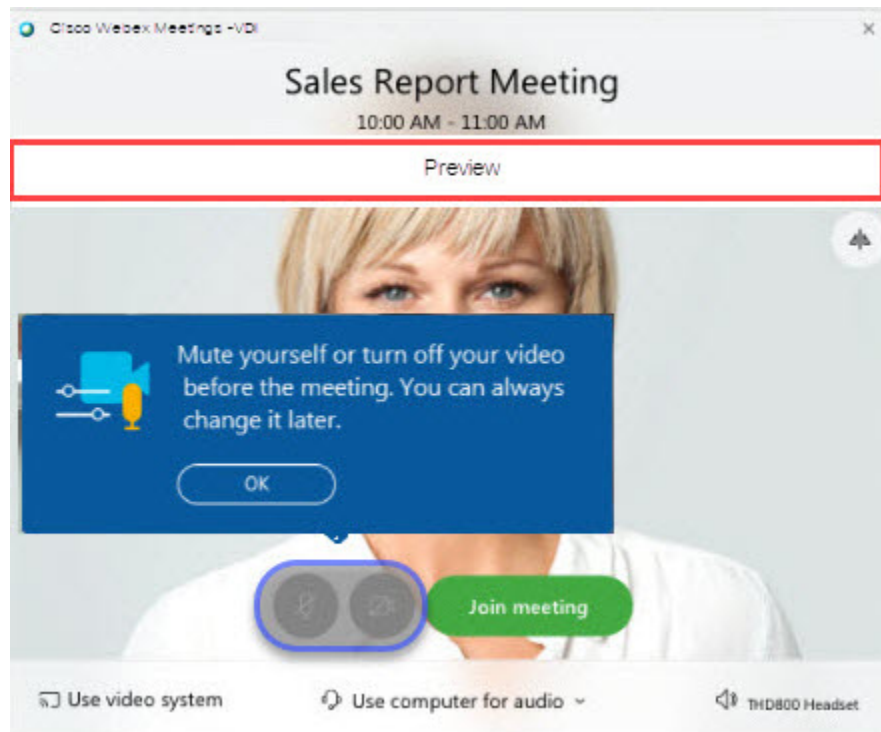 Cisco Webex Meetings -VDI
Sales Report Meeting
10:00 AM - 11:00 AM
Preview
Mute yourself or turn off your video
before the meeting. You can always
change it later.
OK
Join meeting
Use video system
Use computer for audio
THD800 Headset